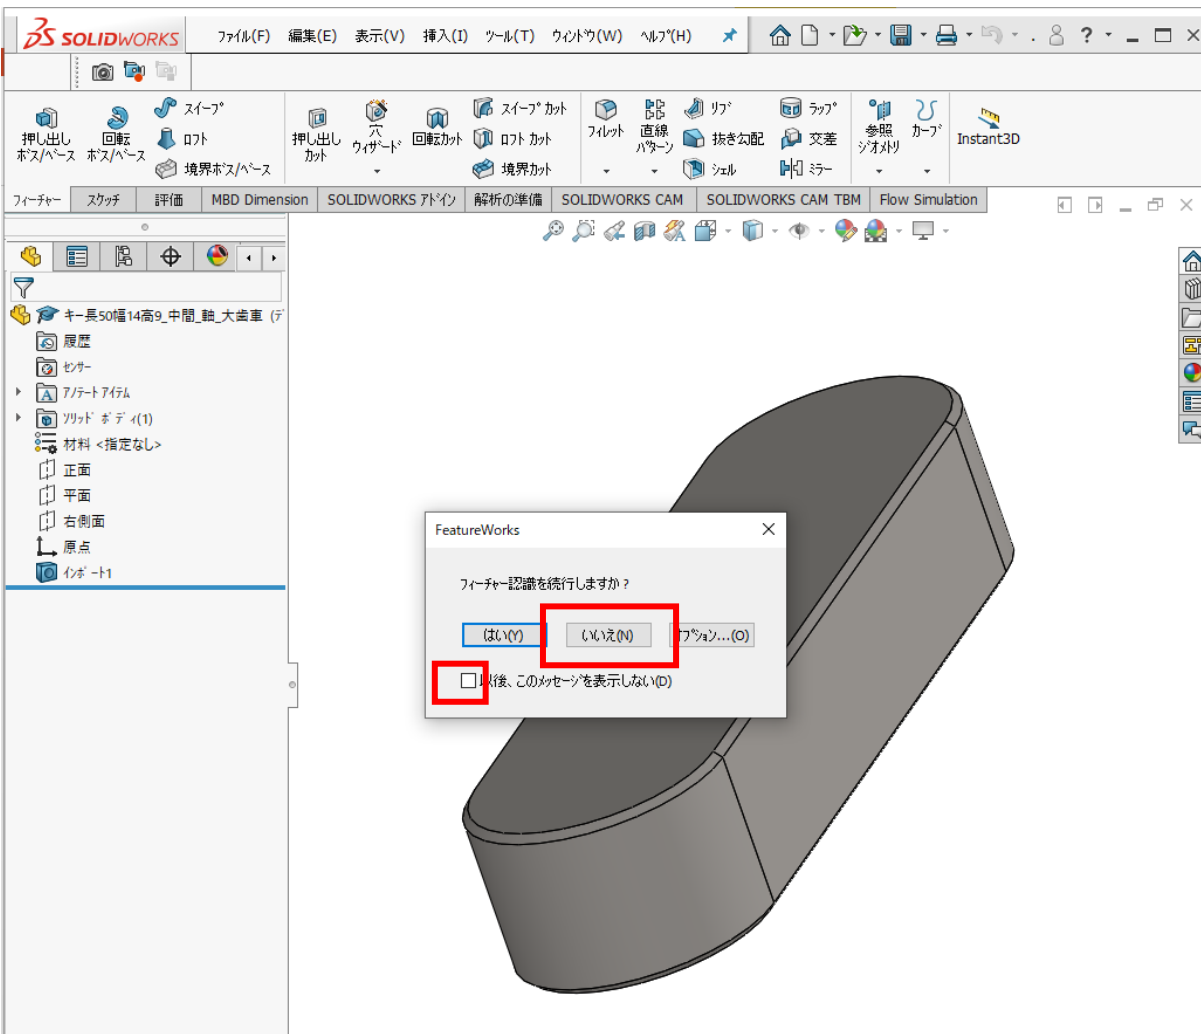 SOLIDWORKS ファイル(F) 編集(E) 表示(V) 挿入(I) ツール(T) ウィンドウ(W) ヘルプ(H)
押し出し
ボス/ベース
回転
ボス/ベース
スイープ
ロフト
境界ボス/ベース
押し出し
カット
穴
ウィザード
回転カット
スイープ カット
ロフト カット
境界カット
フィレット
直線
パターン
リブ
抜き勾配
シェル
ラップ
交差
ミラー
参照
ジオメトリ
カーブ
Instant3D
フィーチャー スケッチ 評価 MBD Dimension SOLIDWORKS アドイン 解析の準備 SOLIDWORKS CAM SOLIDWORKS CAM TBM Flow Simulation
キー長50幅14高9_中間_軸_大歯車 (デ
履歴
センサー
アノテート アイテム
ソリッド ボディ(1)
材料 <指定なし>
正面
平面
右側面
原点
インポート1
FeatureWorks
フィーチャー認識を続行しますか?
はい(Y) いいえ(N) オプション...(O)
以後、このメッセージを表示しない(D)